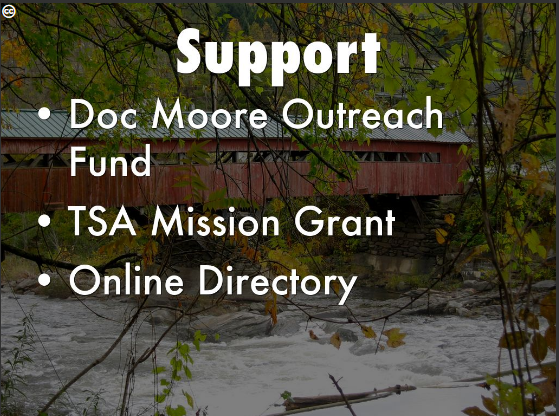 Support
• Doc Moore Outreach
Fund
• TSA Mission Grant
• Online Directory